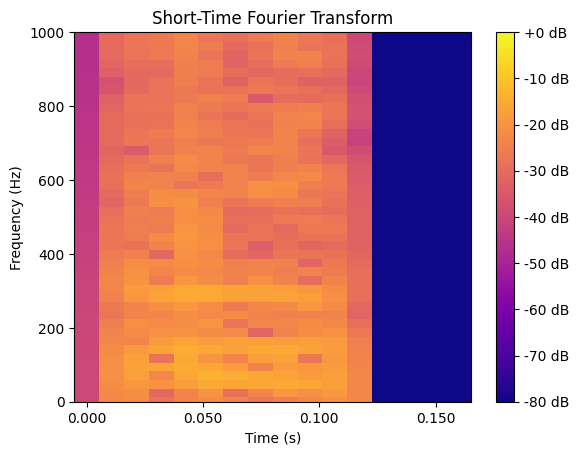 Short-Time Fourier Transform
1000
800
600
400
200
0
Frequency (Hz)
0.000
0.050
0.100
0.150
Time (s)
+0 dB
-10 dB
-20 dB
-30 dB
-40 dB
-50 dB
-60 dB
-70 dB
-80 dB